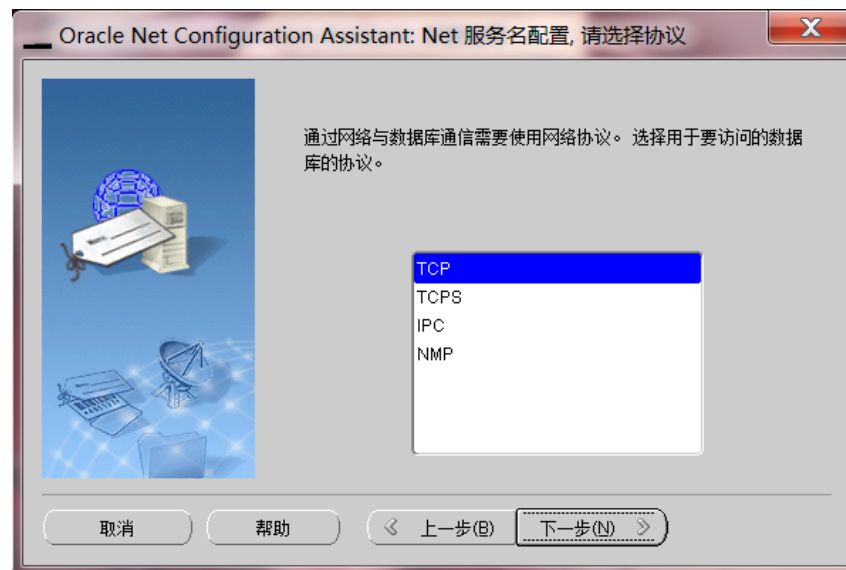 Oracle Net Configuration Assistant: Net 服务名配置, 请选择协议
通过网络与数据库通信需要使用网络协议。 选择用于要访问的数据
库的协议。
TCP
TCPS
IPC
NMP
取消
帮助
上一步(B)
下一步(N)